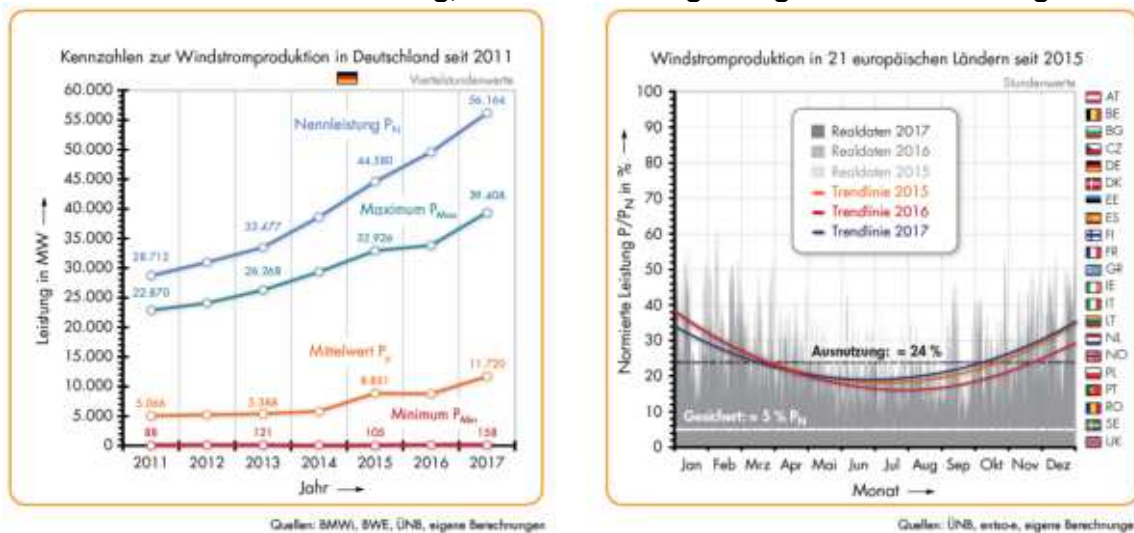 Kennzahlen zur Windstromproduktion in Deutschland seit 2011
Viertelstundenwerte
Leistung in MW
60.000
55.000
50.000
45.000
40.000
35.000
30.000
25.000
20.000
15.000
10.000
5.000
0
Nennleistung PN
28.712
33.477
44.580
56.164
Maximum PMax
22.870
26.268
32.926
39.408
Mittelwert Pµ
5.066
5.388
8.851
11.720
Minimum PMin
88
121
105
158
2011 2012 2013 2014 2015 2016 2017
Jahr
Quellen: BMWi, BWE, ÜNB, eigene Berechnungen
Windstromproduktion in 21 europäischen Ländern seit 2015
Stundenwerte
Normierte Leistung P/PN in %
100
90
80
70
60
50
40
30
20
10
0
Realdaten 2017
Realdaten 2016
Realdaten 2015
Trendlinie 2015
Trendlinie 2016
Trendlinie 2017
Ausnutzung: = 24 %
Gesichert: = 5 % PN
Jan Feb Mrz Apr Mai Jun Jul Aug Sep Okt Nov Dez
Monat
AT
BE
BG
CZ
DE
DK
EE
ES
FI
FR
GR
IE
IT
LT
NL
NO
PL
PT
RO
SE
UK
Quellen: ÜNB, entso-e, eigene Berechnunge